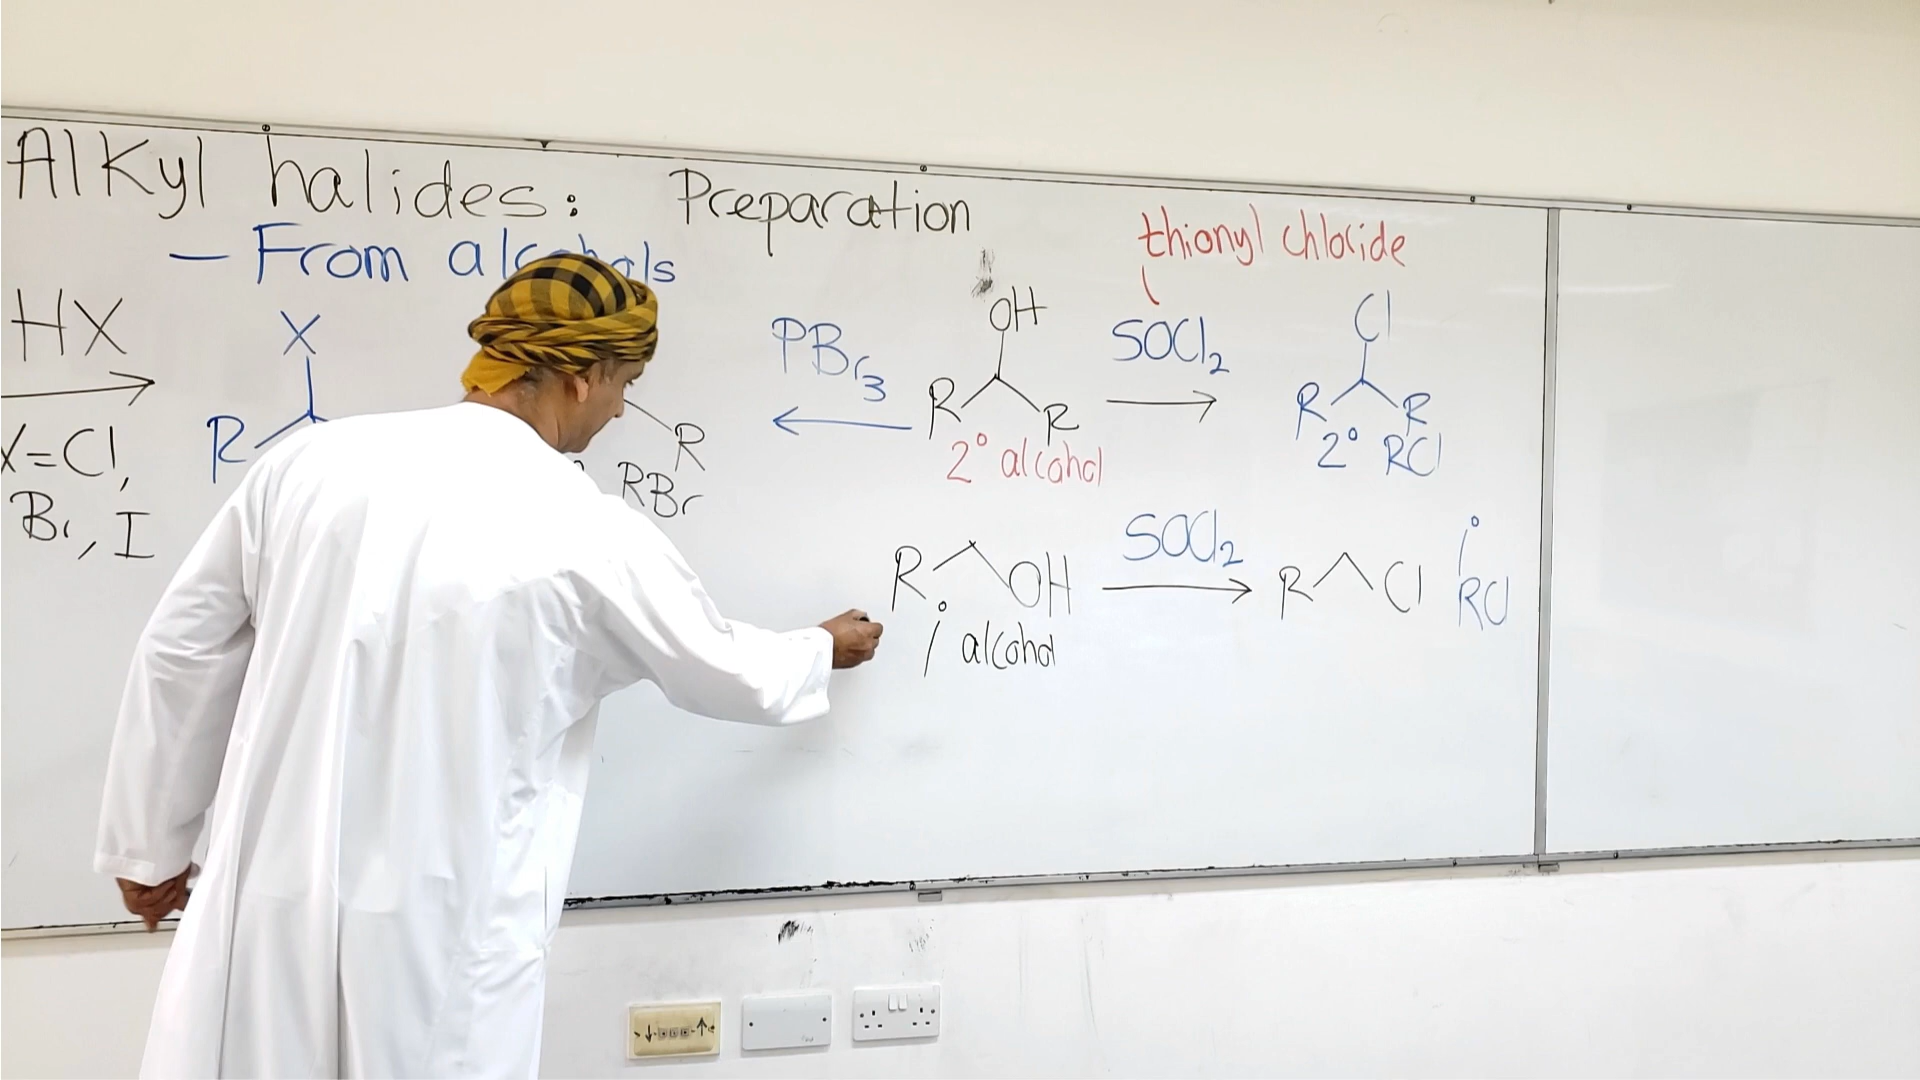 Alkyl halides: Preparation
– From alcohols
HX
X
R
X=Cl,
Br, I
R
RBr
PBr3
OH
R R
2° alcohol
thionyl chloride
SOCl2
Cl
R R
2° RCl
R OH
1° alcohol
SOCl2
R Cl
1°
RCl